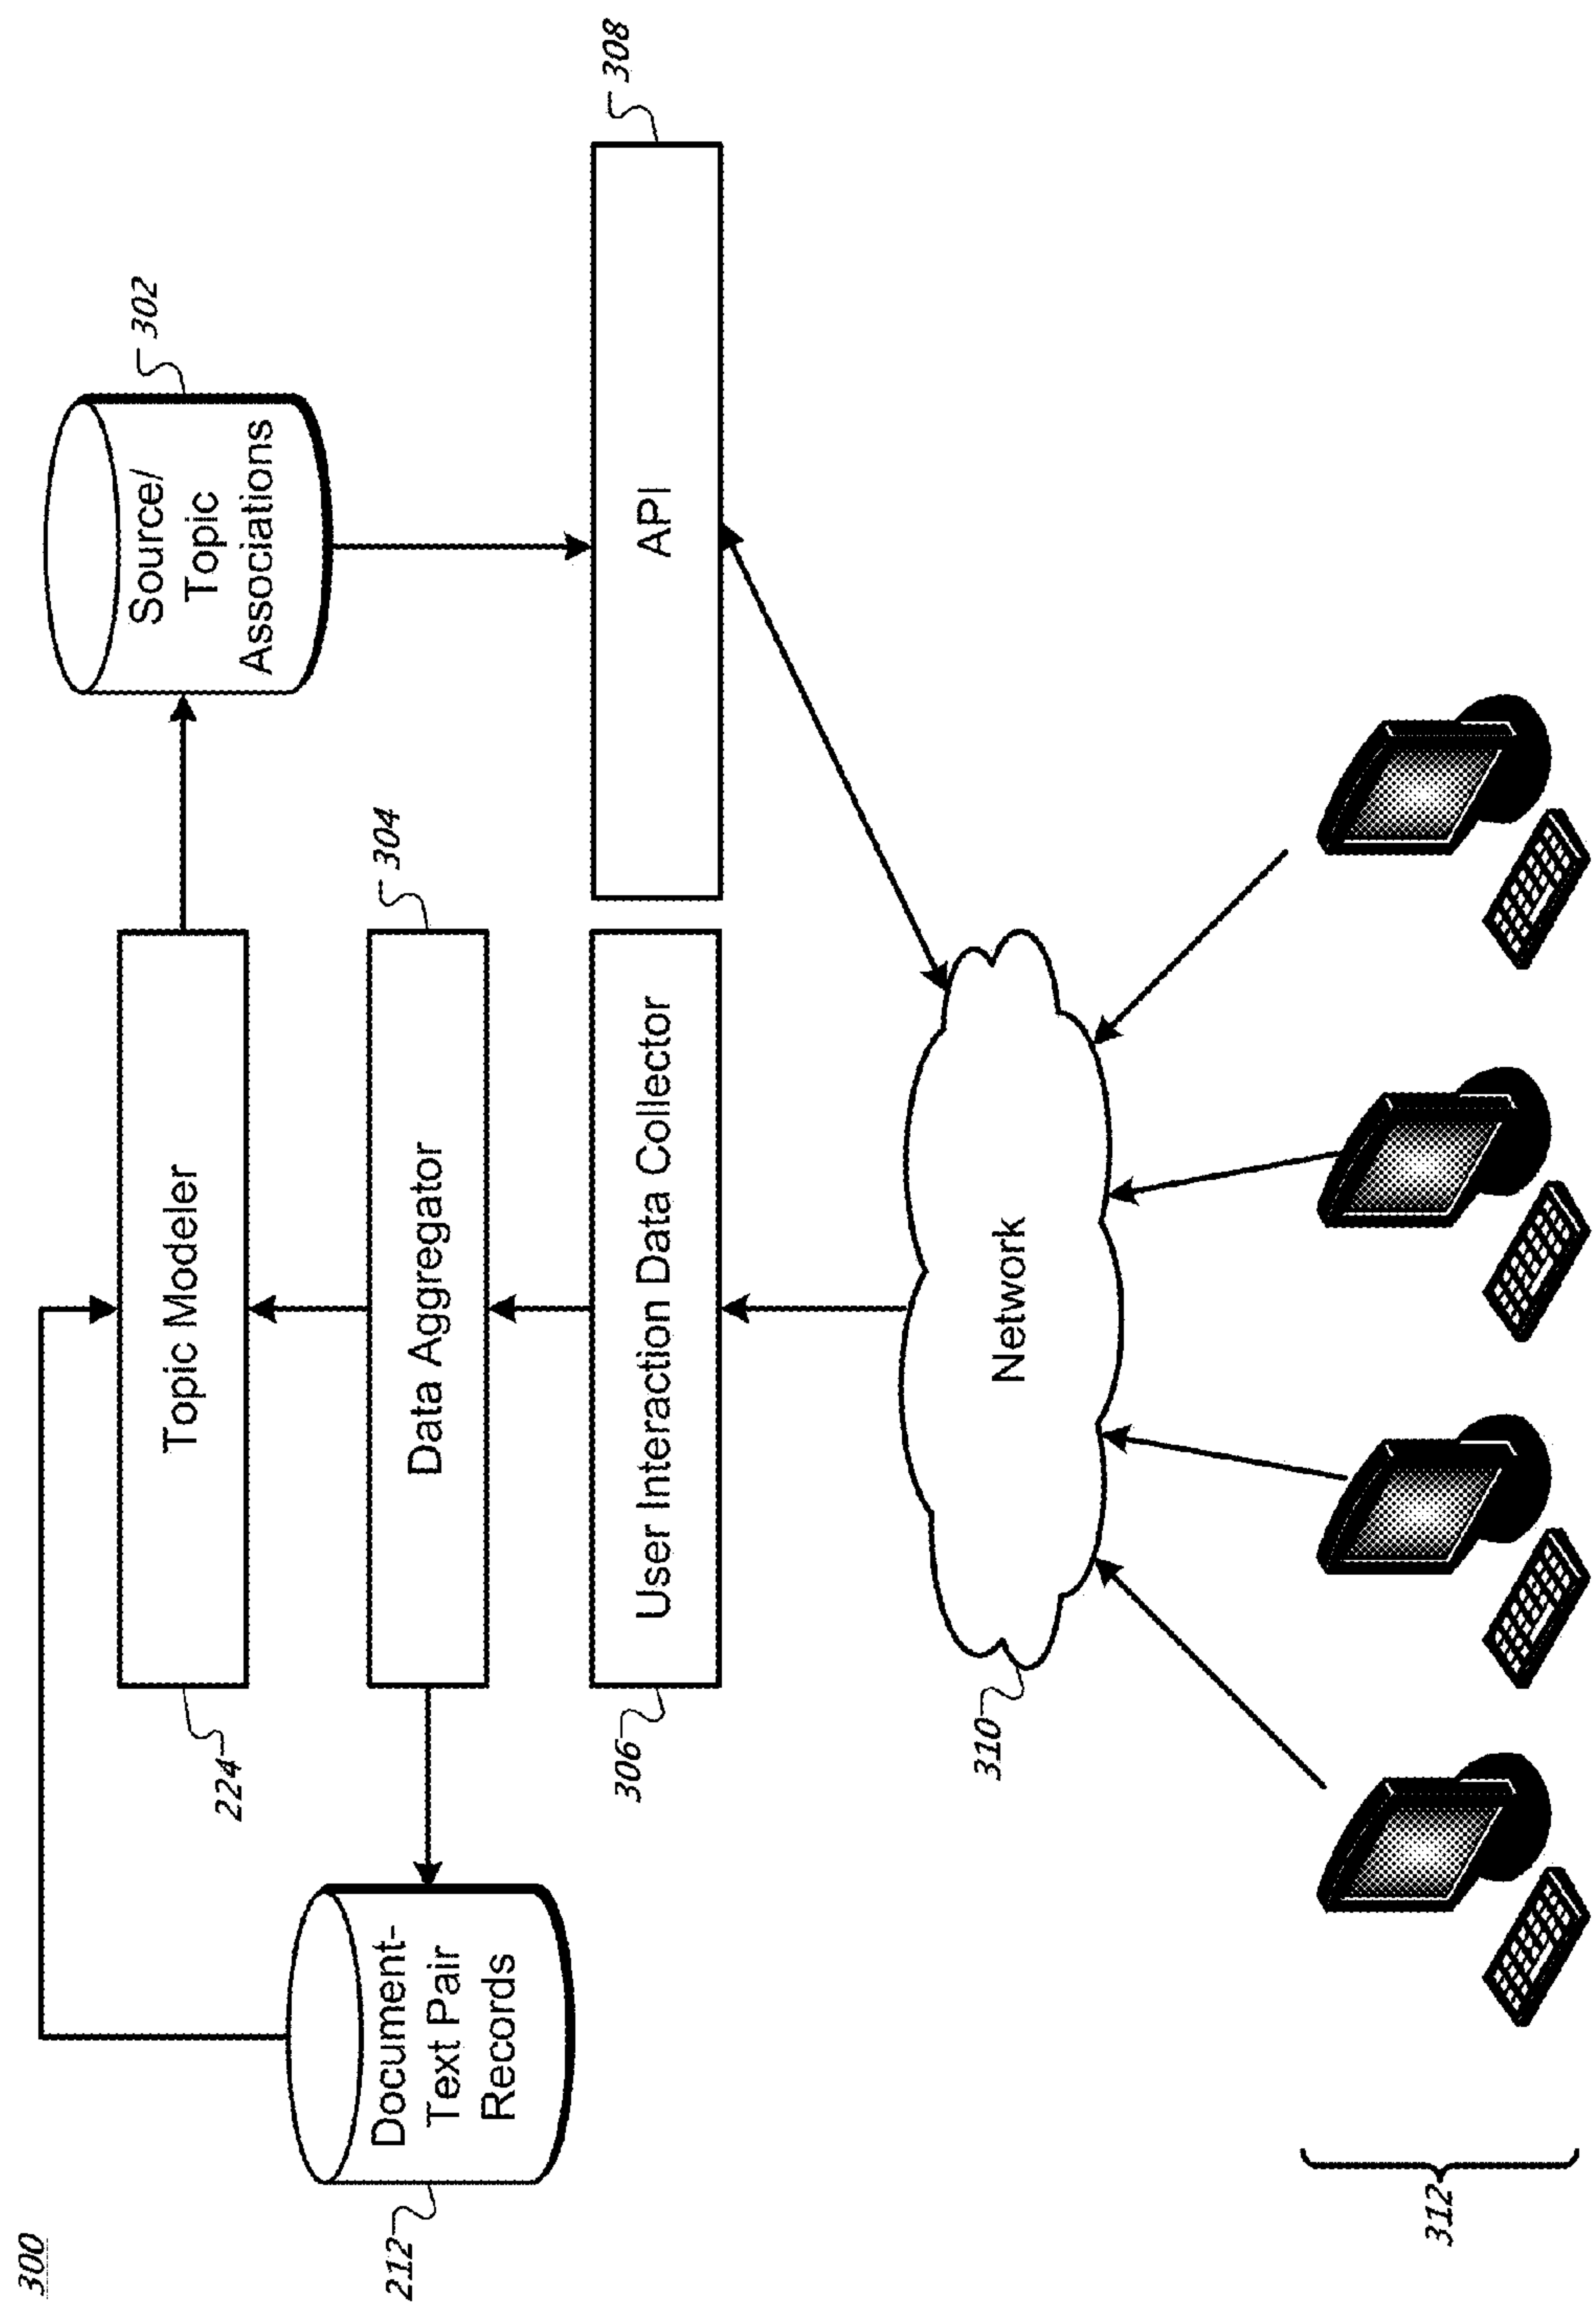 300
Source/
Topic
Associations
302
Topic Modeler
224
Document-
Text Pair
Records
212
Data Aggregator
304
User Interaction Data Collector
306
API
308
Network
310
312